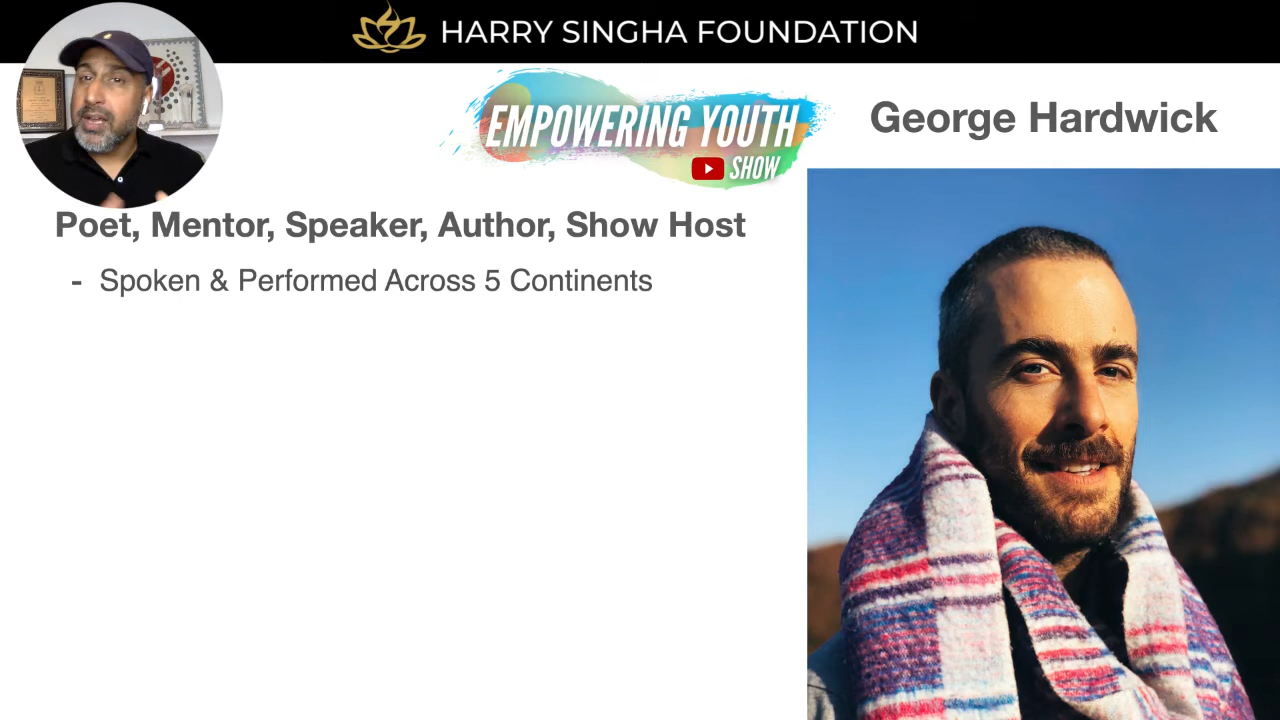 HARRY SINGHA FOUNDATION
EMPOWERING YOUTH
SHOW
George Hardwick
Poet, Mentor, Speaker, Author, Show Host
- Spoken & Performed Across 5 Continents